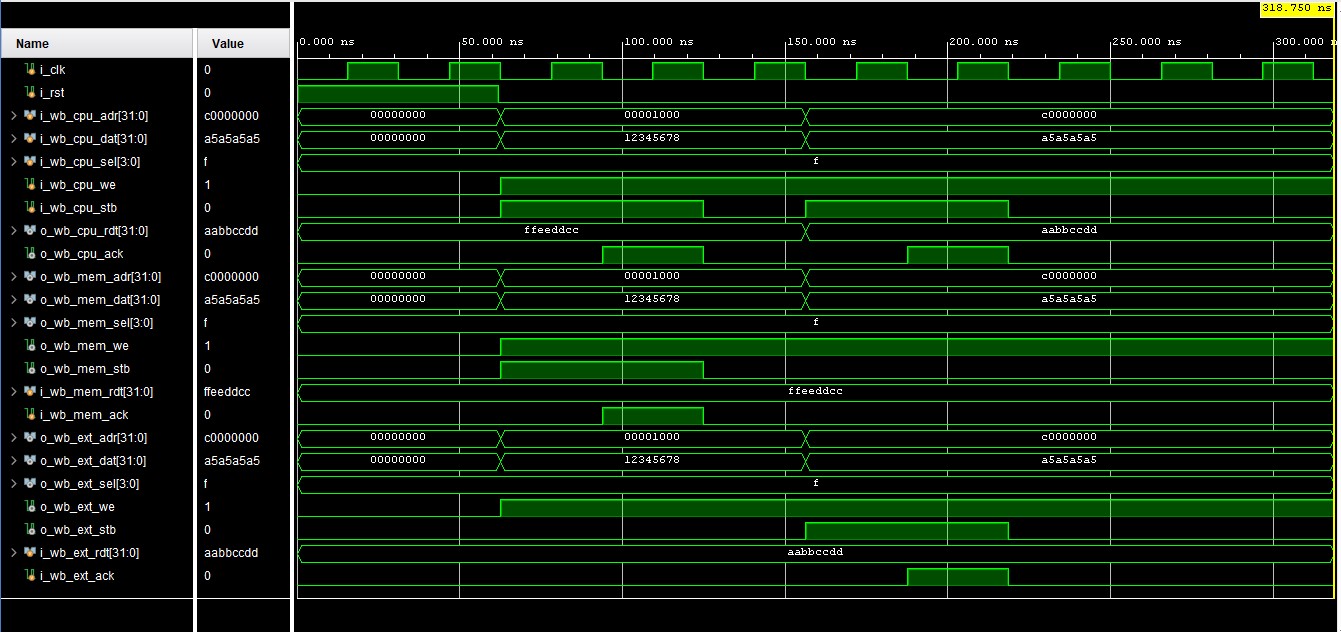 318.750 ns
Name Value 0.000 ns 50.000 ns 100.000 ns 150.000 ns 200.000 ns 250.000 ns 300.000
i_clk 0
i_rst 0
i_wb_cpu_adr[31:0] c0000000 00000000 00001000 c0000000
i_wb_cpu_dat[31:0] a5a5a5a5 00000000 12345678 a5a5a5a5
i_wb_cpu_sel[3:0] f f
i_wb_cpu_we 1
i_wb_cpu_stb 0
o_wb_cpu_rdt[31:0] aabbccdd ffeeddcc aabbccdd
o_wb_cpu_ack 0
o_wb_mem_adr[31:0] c0000000 00000000 00001000 c0000000
o_wb_mem_dat[31:0] a5a5a5a5 00000000 12345678 a5a5a5a5
o_wb_mem_sel[3:0] f f
o_wb_mem_we 1
o_wb_mem_stb 0
i_wb_mem_rdt[31:0] ffeeddcc ffeeddcc
i_wb_mem_ack 0
o_wb_ext_adr[31:0] c0000000 00000000 00001000 c0000000
o_wb_ext_dat[31:0] a5a5a5a5 00000000 12345678 a5a5a5a5
o_wb_ext_sel[3:0] f f
o_wb_ext_we 1
o_wb_ext_stb 0
i_wb_ext_rdt[31:0] aabbccdd aabbccdd
i_wb_ext_ack 0